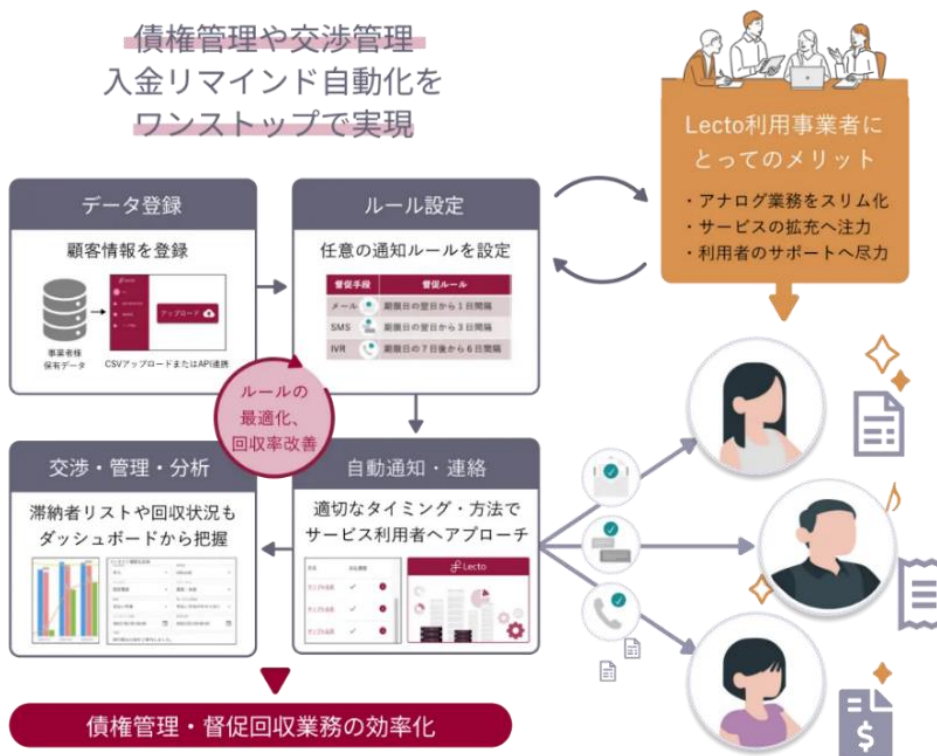 債権管理や交渉管理
入金リマインド自動化を
ワンストップで実現
Lecto利用事業者に
とってのメリット
・アナログ業務をスリム化
・サービスの拡充へ注力
・利用者のサポートへ尽力
データ登録
顧客情報を登録
アップロード
事業者様
保有データ
CSVアップロードまたはAPI連携
ルール設定
任意の通知ルールを設定
督促手段 督促ルール
メール 期限日の翌日から1日間隔
SMS 期限日の翌日から3日間隔
IVR 期限日の7日後から6日間隔
ルールの
最適化、
回収率改善
交渉・管理・分析
滞納者リストや回収状況も
ダッシュボードから把握
自動通知・連絡
適切なタイミング・方法で
サービス利用者へアプローチ
Lecto
債権管理・督促回収業務の効率化
$